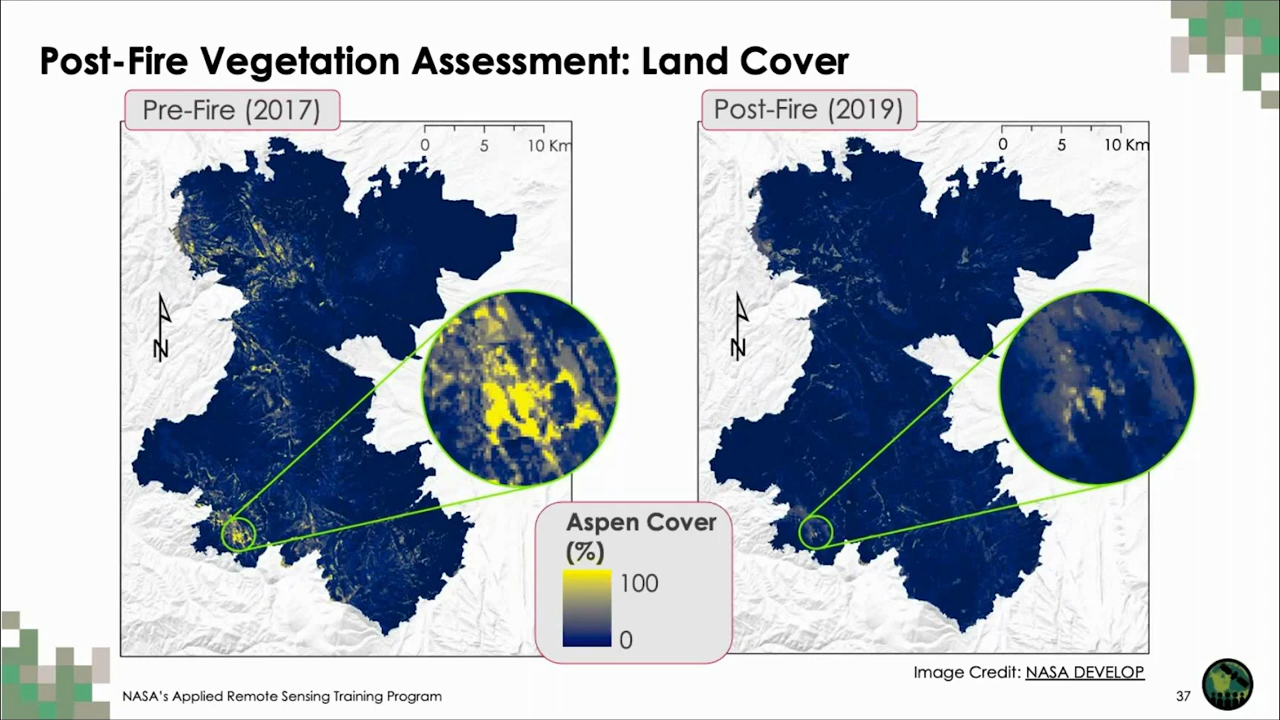 Post-Fire Vegetation Assessment: Land Cover
Pre-Fire (2017)
0 5 10 Km
N
Post-Fire (2019)
0 5 10 Km
N
Aspen Cover
(%)
100
0
Image Credit: NASA DEVELOP
NASA's Applied Remote Sensing Training Program
37